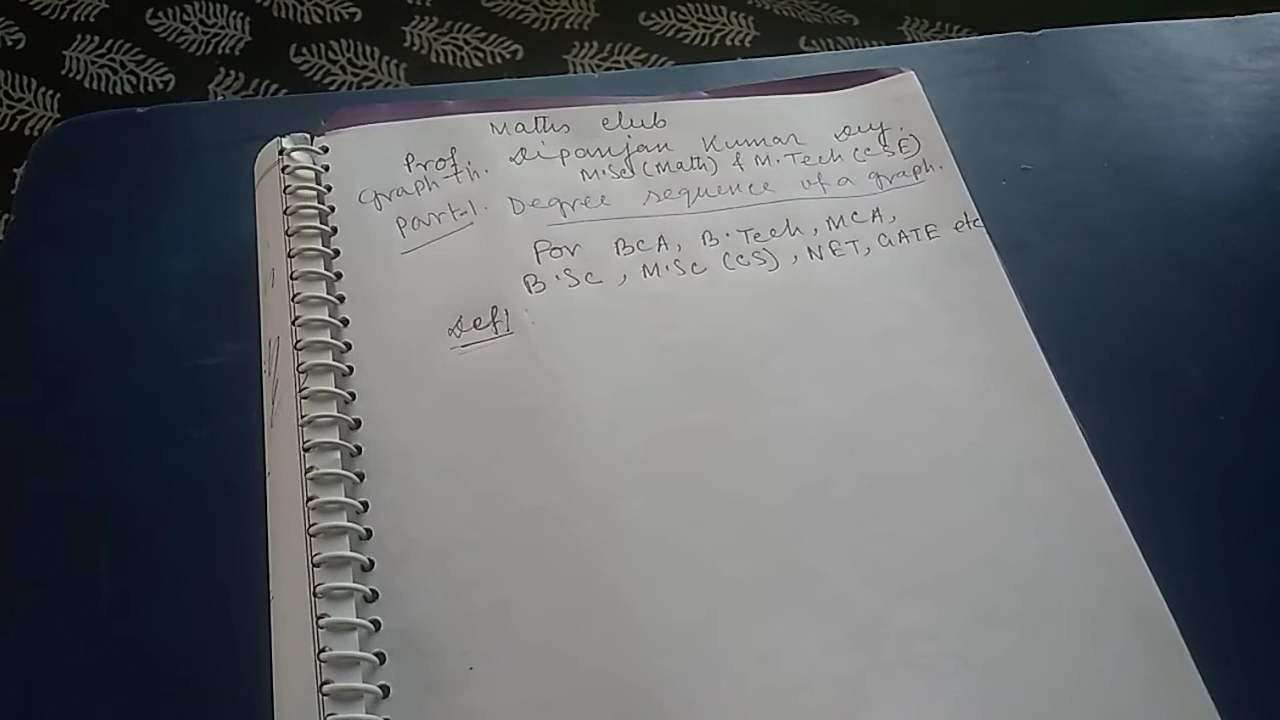 Maths club
Prof. Dipanjan Kumar Dey.
M.Sc (Math) & M.Tech (CSE)
Graph th.
Part-1. Degree sequence of a graph.
For BCA, B.Tech, MCA,
B.Sc, M.Sc (CS), NET, GATE etc
Def1 :